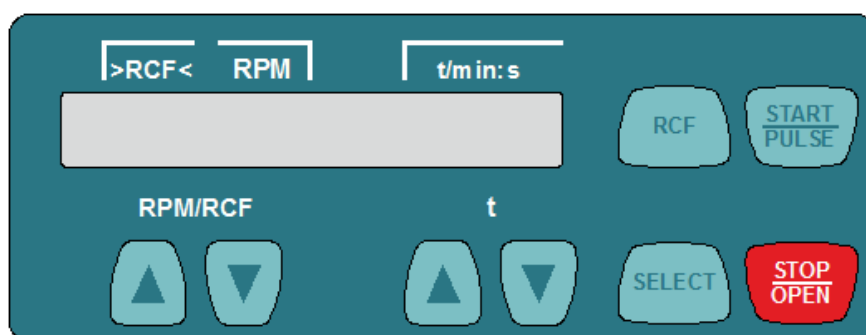 >RCF< RPM t/min:s
RCF
START
PULSE
RPM/RCF t
SELECT
STOP
OPEN